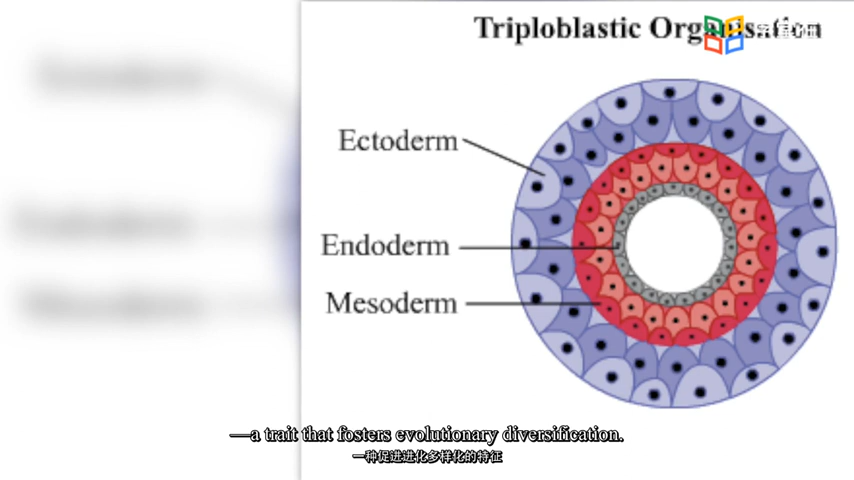 Triploblastic Organisation
Ectoderm
Endoderm
Mesoderm
—a trait that fosters evolutionary diversification.
一种促进进化多样化的特征